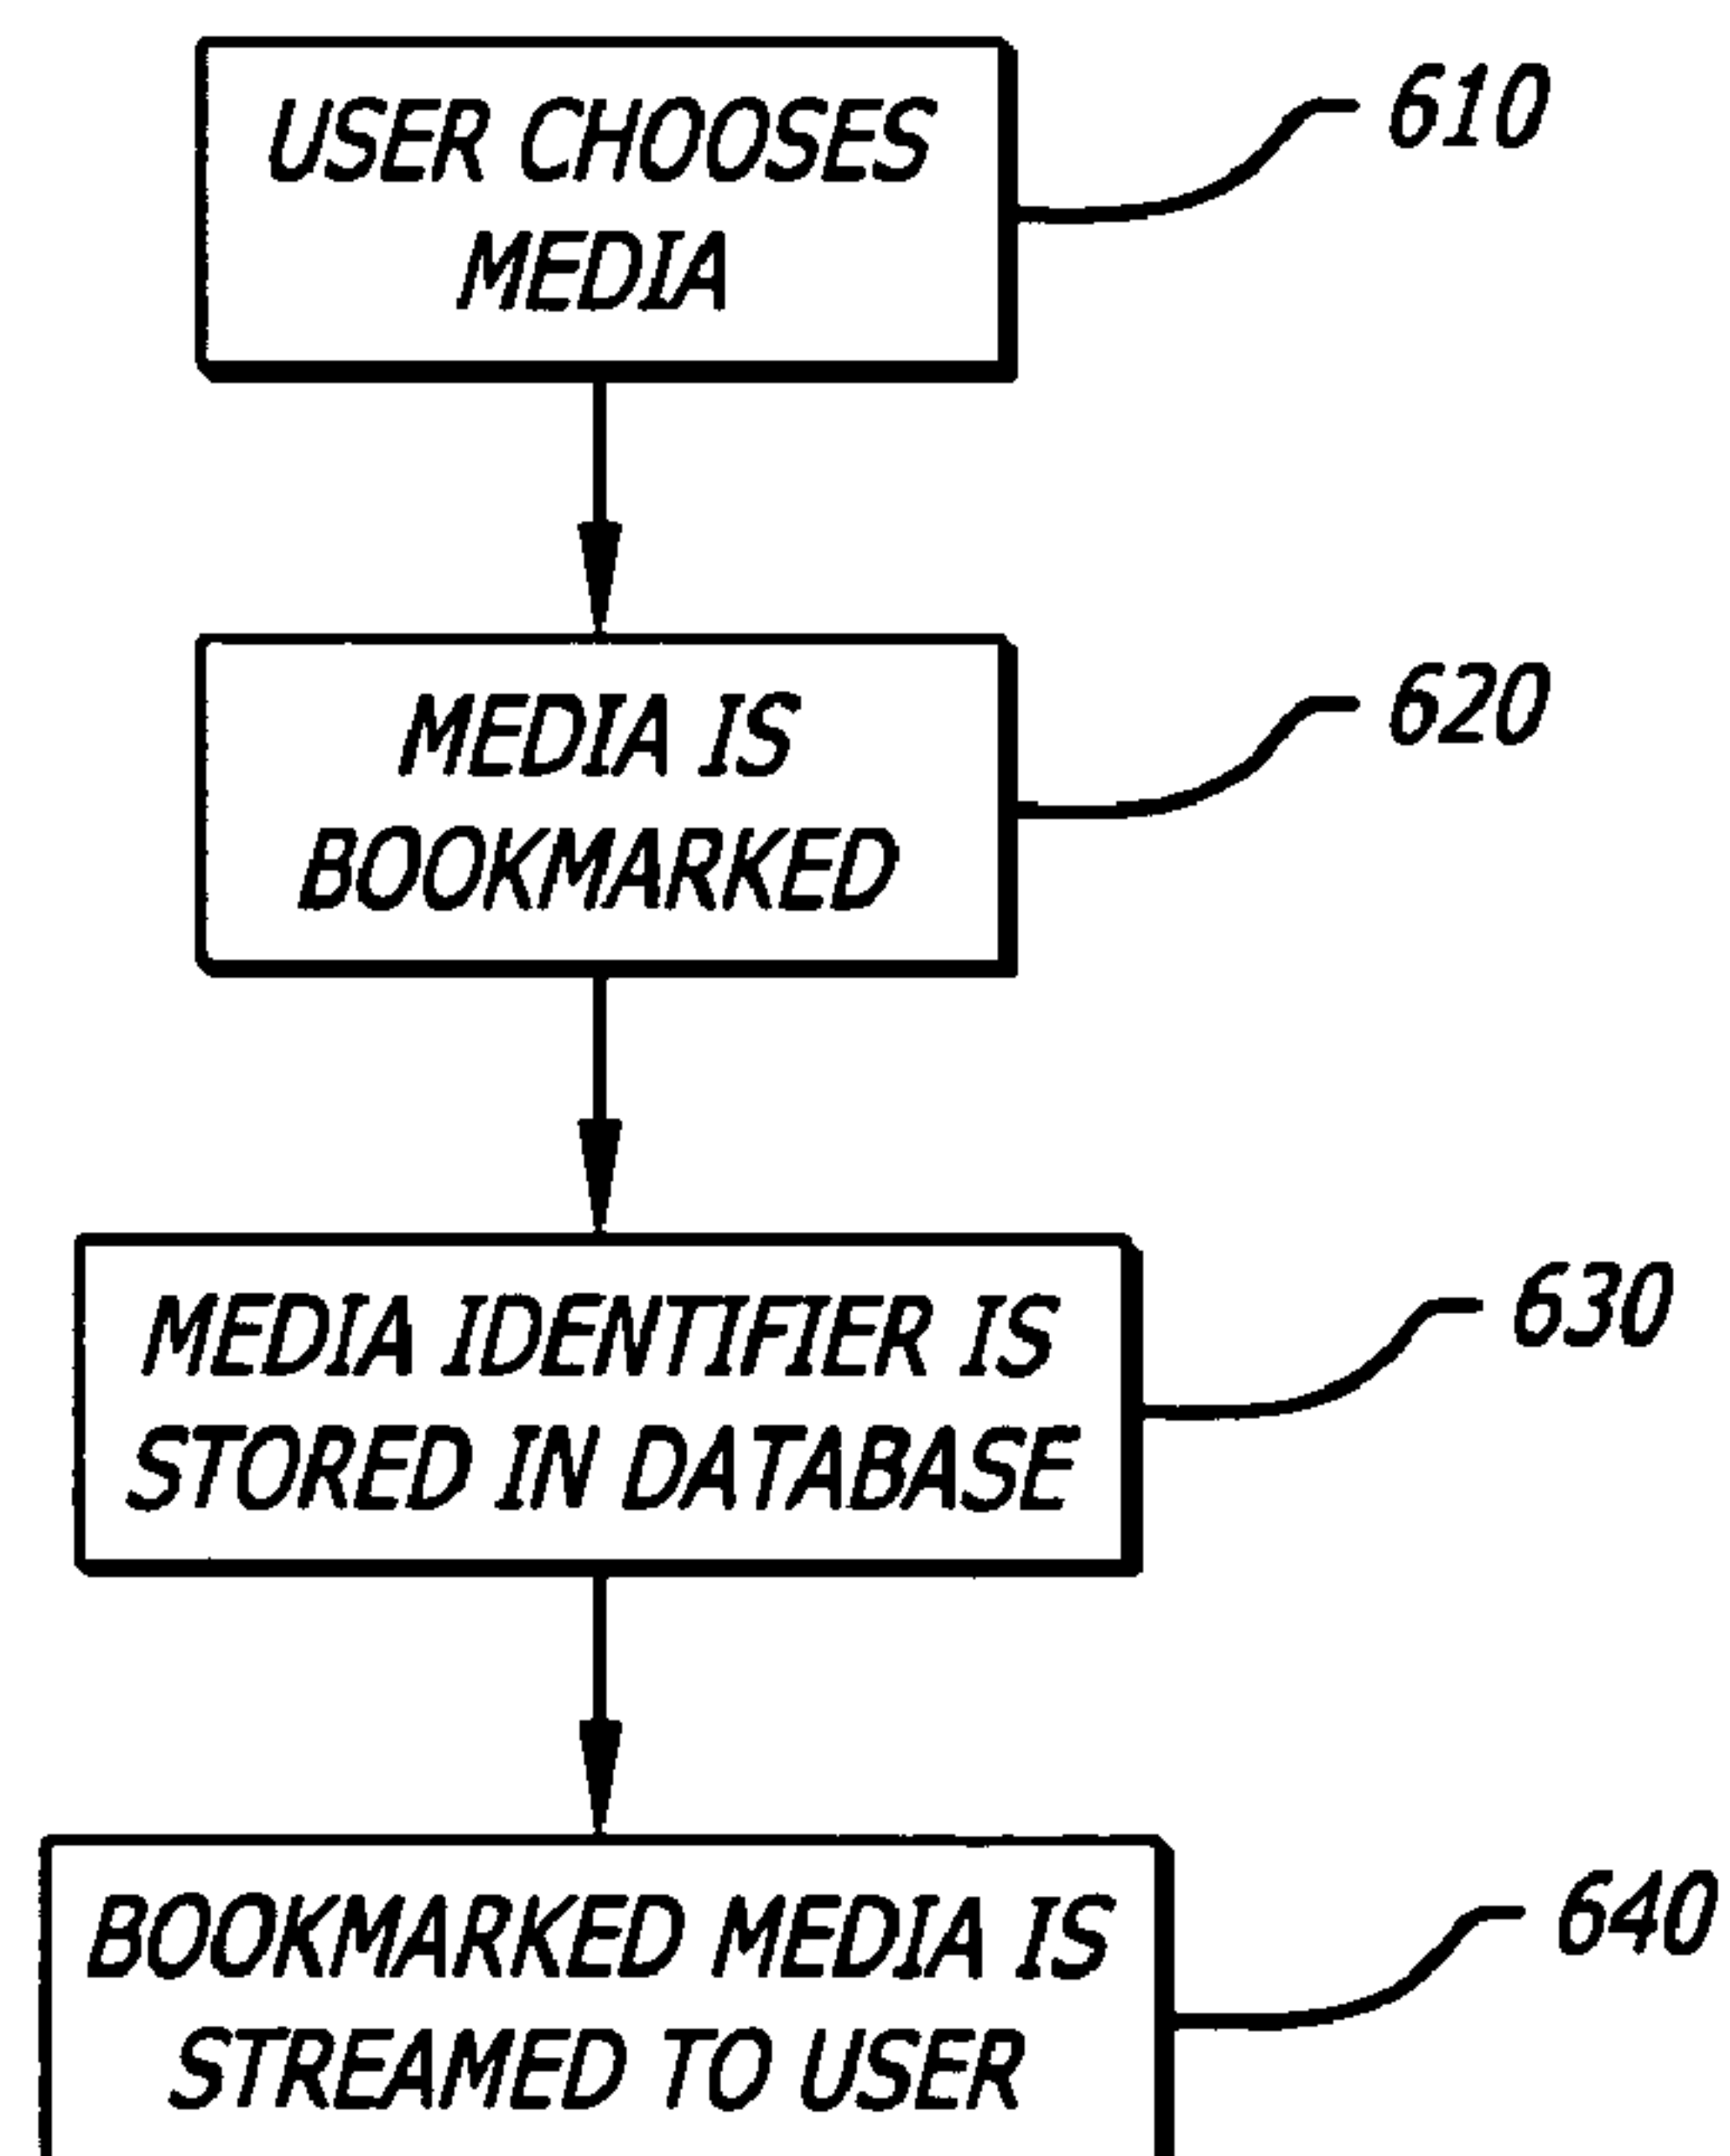 USER CHOOSES
MEDIA
610
MEDIA IS
BOOKMARKED
620
MEDIA IDENTIFIER IS
STORED IN DATABASE
630
BOOKMARKED MEDIA IS
STREAMED TO USER
640